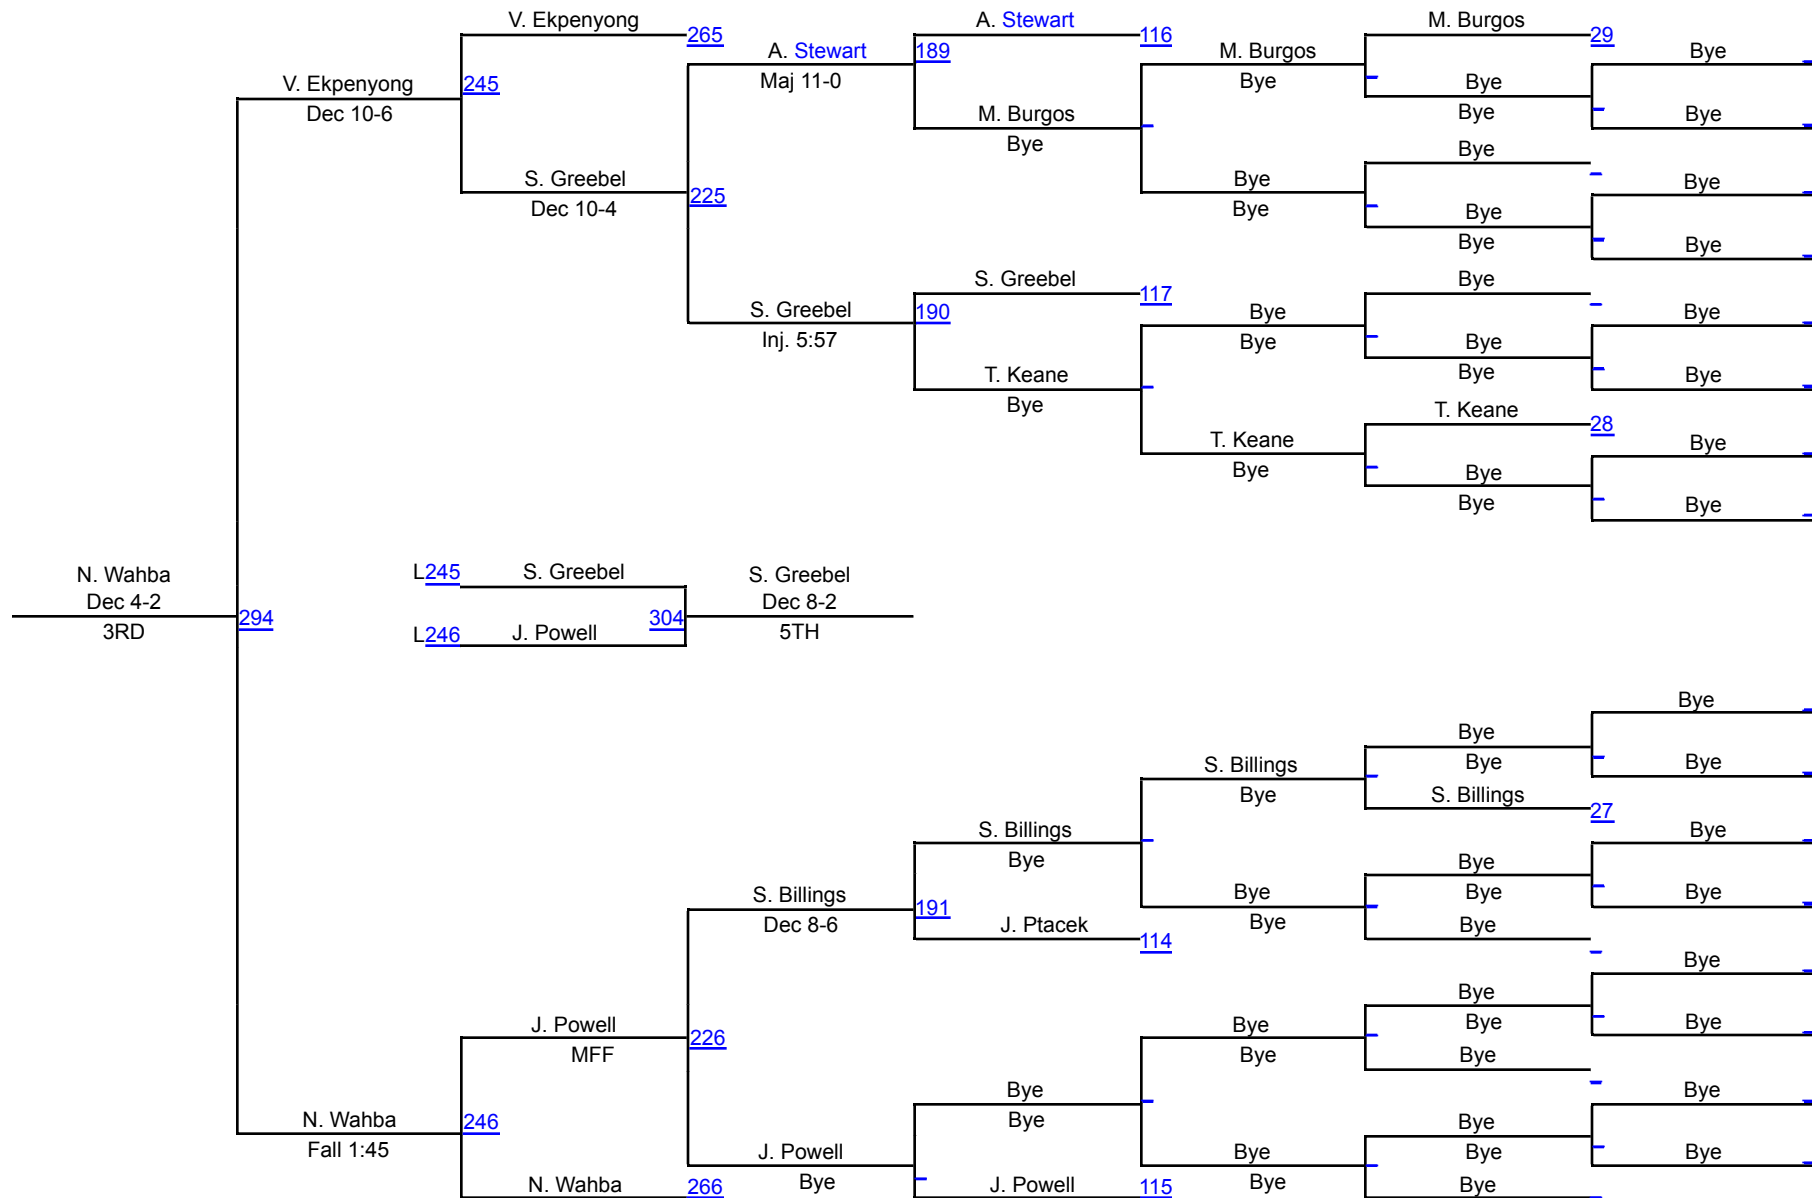 V. Ekpenyong
A. Stewart
M. Burgos
265
116
29
A. Stewart
189
M. Burgos
Bye
V. Ekpenyong
245
Maj 11-0
Bye
Bye
Dec 10-6
M. Burgos
Bye
Bye
Bye
Bye
S. Greebel
Bye
Bye
Dec 10-4
225
Bye
Bye
Bye
Bye
S. Greebel
Bye
117
S. Greebel
190
Bye
Bye
Inj. 5:57
Bye
Bye
T. Keane
Bye
Bye
Bye
T. Keane
28
T. Keane
Bye
Bye
Bye
Bye
Bye
N. Wahba
L245
S. Greebel
S. Greebel
Dec 4-2
Dec 8-2
294
304
3RD
L246
J. Powell
5TH
Bye
Bye
S. Billings
Bye
Bye
Bye
S. Billings
27
S. Billings
Bye
Bye
Bye
S. Billings
Bye
Bye
Bye
191
Dec 8-6
J. Ptacek
Bye
Bye
114
Bye
Bye
J. Powell
Bye
Bye
Bye
226
MFF
Bye
Bye
Bye
Bye
N. Wahba
246
Bye
Bye
Fall 1:45
J. Powell
Bye
Bye
Bye
N. Wahba
266
Bye
J. Powell
115
Bye
Bye